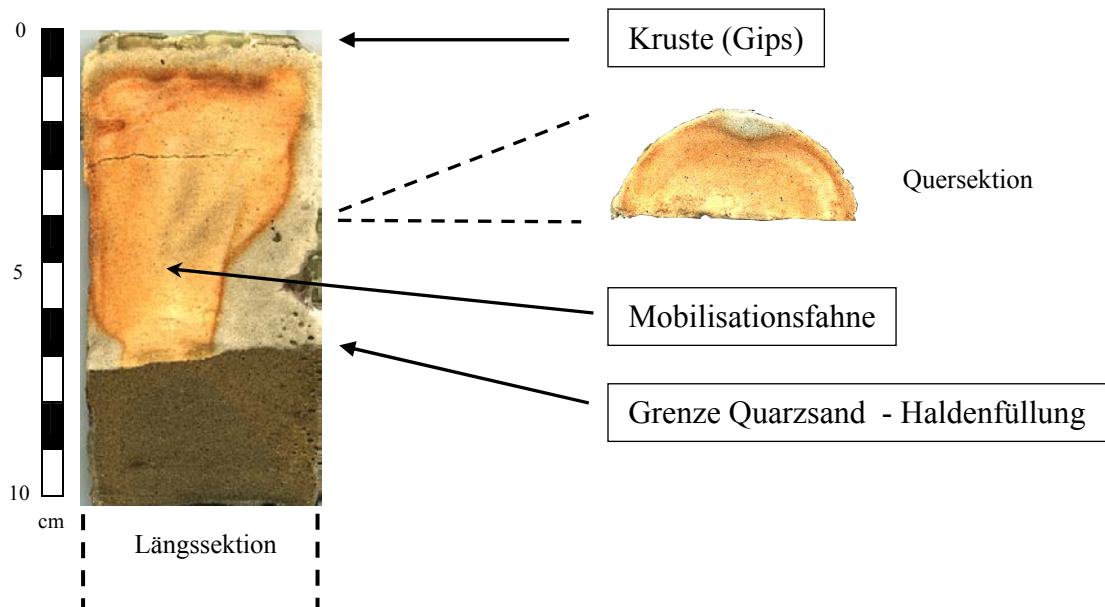 0
Kruste (Gips)
Quersektion
5
Mobilisationsfahne
Grenze Quarzsand - Haldenfüllung
10
cm
Längssektion